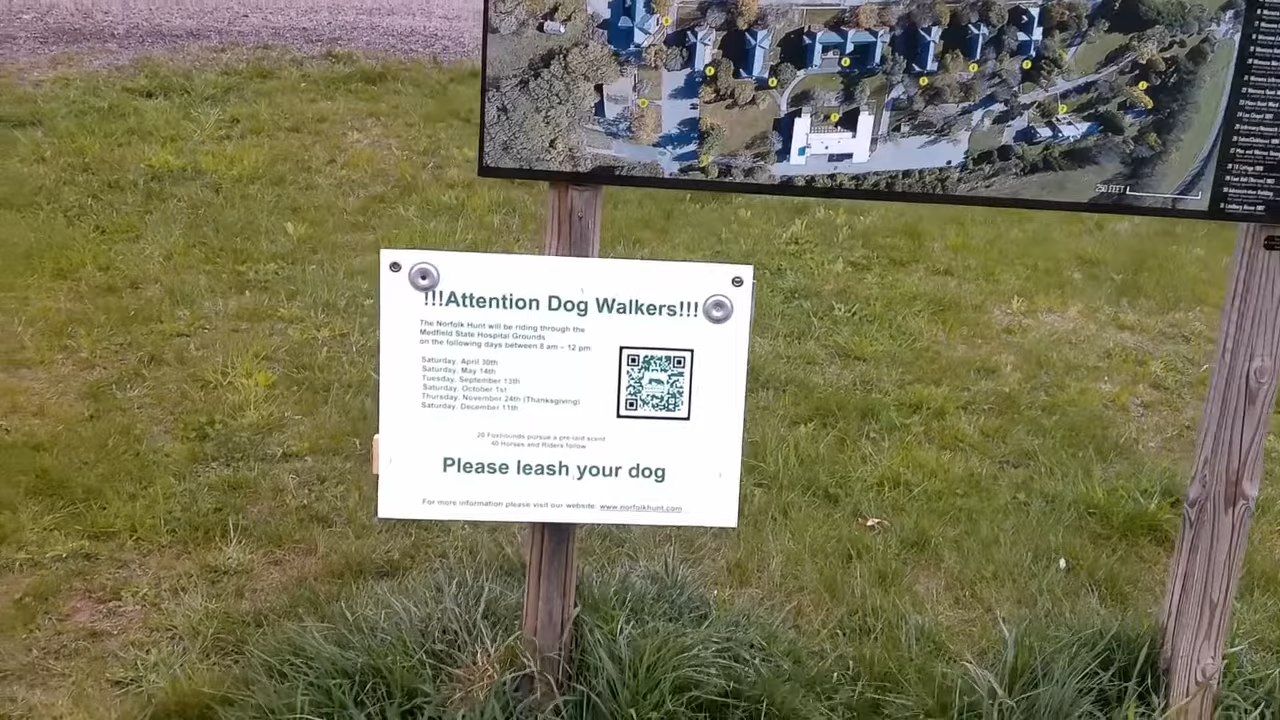 250 FEET
!!!Attention Dog Walkers!!!
The Norfolk Hunt will be riding through the
Medfield State Hospital Grounds
on the following days between 8 am – 12 pm
Saturday, April 30th
Saturday, May 14th
Tuesday, September 13th
Saturday, October 1st
Thursday, November 24th (Thanksgiving)
Saturday, December 11th
20 Foxhounds pursue a pre-laid scent
40 Horses and Riders follow
Please leash your dog
For more information please visit our website: www.norfolkhunt.com